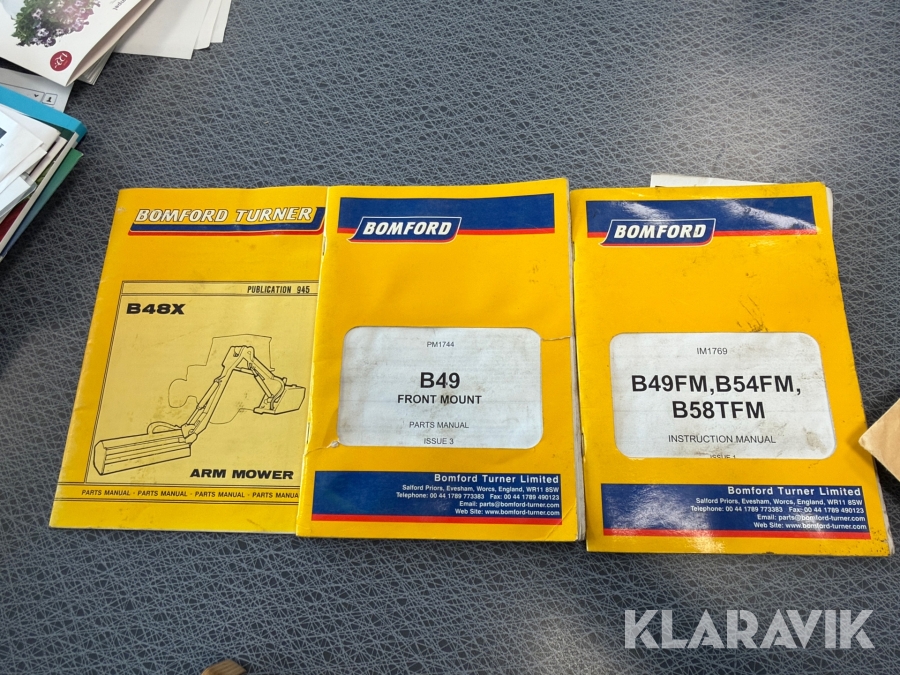 BOMFORD TURNER
PUBLICATION 945
B48X
ARM MOWER
PARTS MANUAL · PARTS MANUAL · PARTS MANUAL · PARTS MANUA
BOMFORD
PM1744
B49
FRONT MOUNT
PARTS MANUAL
ISSUE 3
Bomford Turner Limited
Salford Priors, Evesham, Worcs, England, WR11 8SW
Telephone: 00 44 1789 773383 Fax: 00 44 1789 490123
Email: parts@bomford-turner.com
Web Site: www.bomford-turner.com
BOMFORD
IM1769
B49FM, B54FM,
B58TFM
INSTRUCTION MANUAL
ISSUE 1
Bomford Turner Limited
Salford Priors, Evesham, Worcs, England, WR11 8SW
Telephone: 00 44 1789 773383 Fax: 00 44 1789 490123
Email: parts@bomford-turner.com
Web Site: www.bomford-turner.com
KLARAVIK